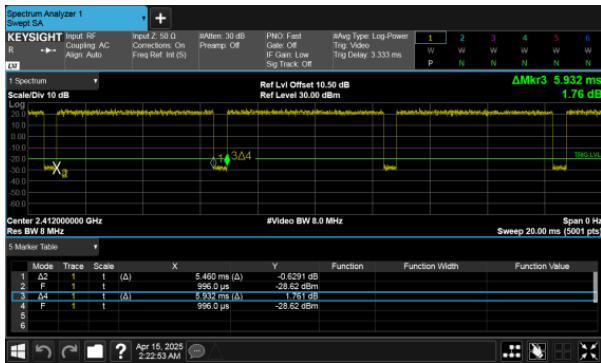 Spectrum Analyzer 1
Swept SA
+
KEYSIGHT Input: RF Input Z: 50 Ω #Atten: 30 dB PNO: Fast #Avg Type: Log-Power 1 2 3 4 5 6
R Coupling: AC Corrections: On Preamp: Off Gate: Off Trig: Video W W W W W W
Align: Auto Freq Ref: Int (S) IF Gain: Low Trig Delay: 3.333 ms P N N N N N
LXI Sig Track: Off
1 Spectrum Ref Lvl Offset 10.50 dB ΔMkr3 5.932 ms
Scale/Div 10 dB Ref Level 30.00 dBm 1.76 dB
Log
20.0
10.0
0.00
-10.0
-20.0 1 3Δ4 TRIG LVL
-30.0 X
-40.0
-50.0
-60.0
Center 2.412000000 GHz #Video BW 8.0 MHz Span 0 Hz
Res BW 8 MHz Sweep 20.00 ms (5001 pts)
5 Marker Table
Mode Trace Scale X Y Function Function Width Function Value
1 Δ2 1 t (Δ) 5.460 ms (Δ) -0.6291 dB
2 F 1 t 996.0 µs -28.62 dBm
3 Δ4 1 t (Δ) 5.932 ms (Δ) 1.761 dB
4 F 1 t 996.0 µs -28.62 dBm
5
6
? Apr 15, 2025
2:22:53 AM